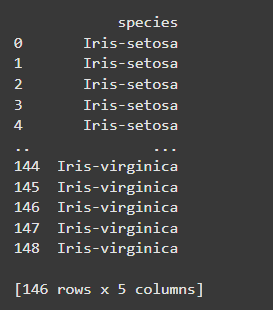 species
0 Iris-setosa
1 Iris-setosa
2 Iris-setosa
3 Iris-setosa
4 Iris-setosa
.. ...
144 Iris-virginica
145 Iris-virginica
146 Iris-virginica
147 Iris-virginica
148 Iris-virginica
[146 rows x 5 columns]